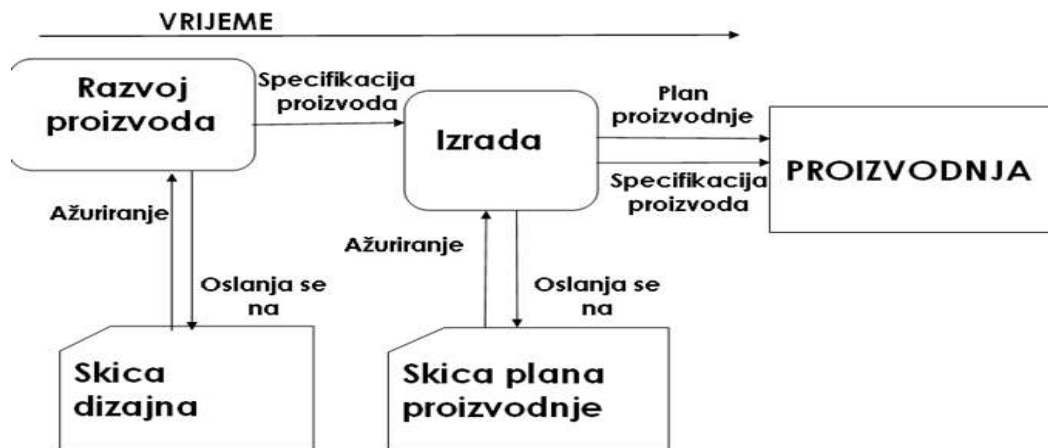 VRIJEME
Razvoj
proizvoda
Specifikacija
proizvoda
Izrada
Plan
proizvodnje
Specifikacija
proizvoda
PROIZVODNJA
Ažuriranje
Oslanja se
na
Ažuriranje
Oslanja se
na
Skica
dizajna
Skica plana
proizvodnje